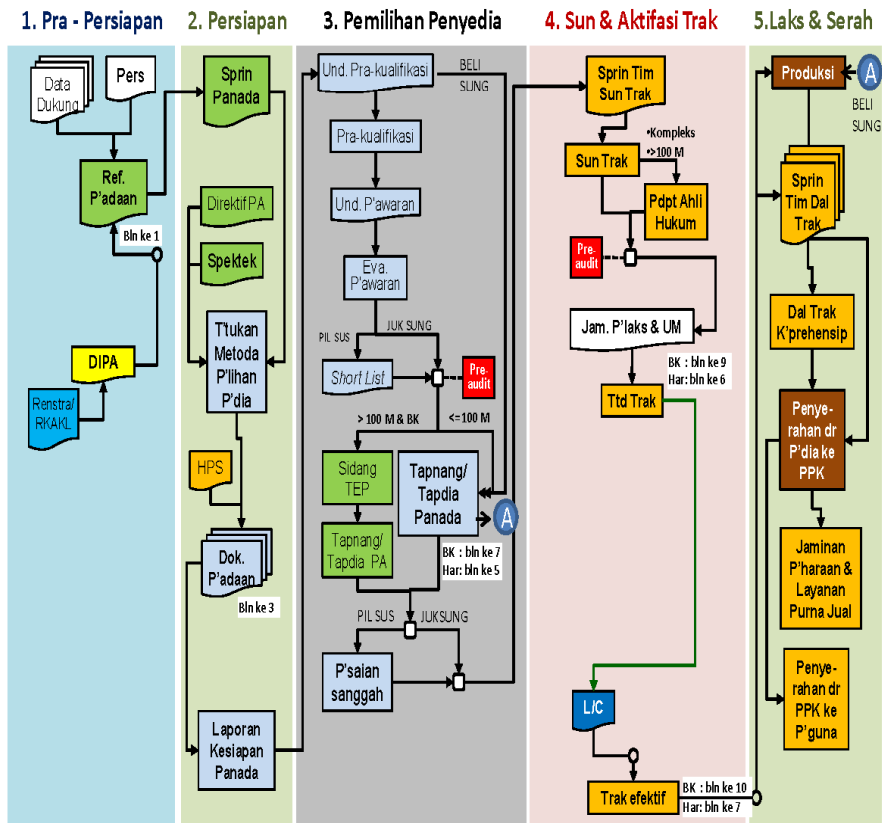 1. Pra - Persiapan
Data
Dukung
Pers
Ref.
P'adaan
Bln ke 1
DIPA
Renstra/
RKAKL
2. Persiapan
Sprin
Panada
Direktif PA
Spektek
T'tukan
Metoda
P'lihan
P'dia
HPS
Dok.
P'adaan
Bln ke 3
Laporan
Kesiapan
Panada
3. Pemilihan Penyedia
Und. Pra-kualifikasi
BELI
SUNG
Pra-kualifikasi
Und. P'awaran
Eva.
P'awaran
PIL SUS
JUK SUNG
Short List
Pre-
audit
> 100 M & BK
<= 100 M
Sidang
TEP
Tapnang/
Tapdia
Panada
A
Tapnang/
Tapdia PA
BK : bln ke 7
Har: bln ke 5
PIL SUS
JUKSUNG
P'saian
sanggah
4. Sun & Aktifasi Trak
Sprin Tim
Sun Trak
•Kompleks
•>100 M
Sun Trak
Pdpt Ahli
Hukum
Pre-
audit
Jam. P'laks & UM
BK : bln ke 9
Har: bln ke 6
Ttd Trak
L/C
Trak efektif
BK : bln ke 10
Har: bln ke 7
5.Laks & Serah
Produksi
A
BELI
SUNG
Sprin
Tim Dal
Trak
Dal Trak
K'prehensip
Penye-
rahan dr
P'dia ke
PPK
Jaminan
P'haraan &
Layanan
Purna Jual
Penye-
rahan dr
PPK ke
P'guna